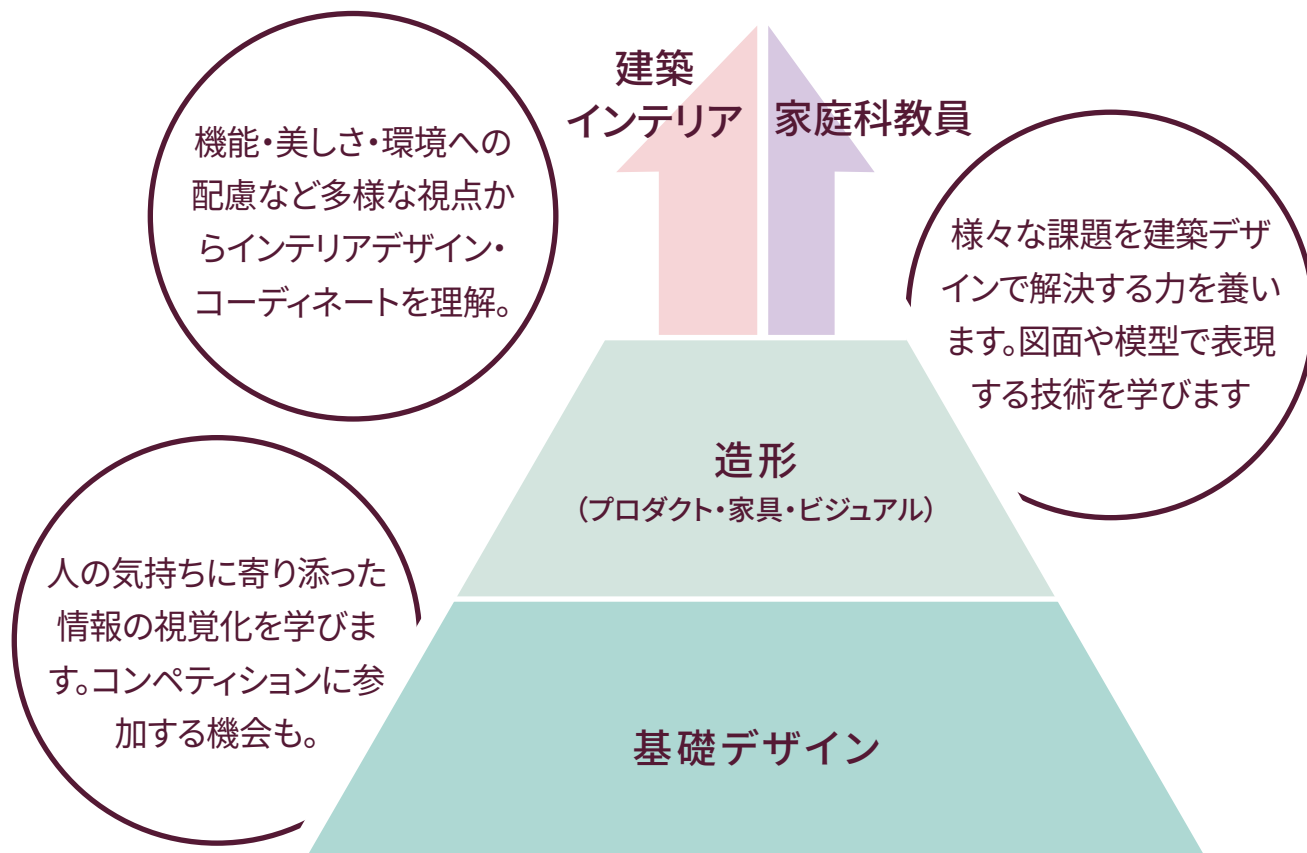 建築
インテリア
家庭科教員
機能・美しさ・環境への
配慮など多様な視点か
らインテリアデザイン・
コーディネートを理解。
様々な課題を建築デザ
インで解決する力を養い
ます。図面や模型で表現
する技術を学びます
造形
（プロダクト・家具・ビジュアル）
人の気持ちに寄り添った
情報の視覚化を学びま
す。コンペティションに参
加する機会も。
基礎デザイン